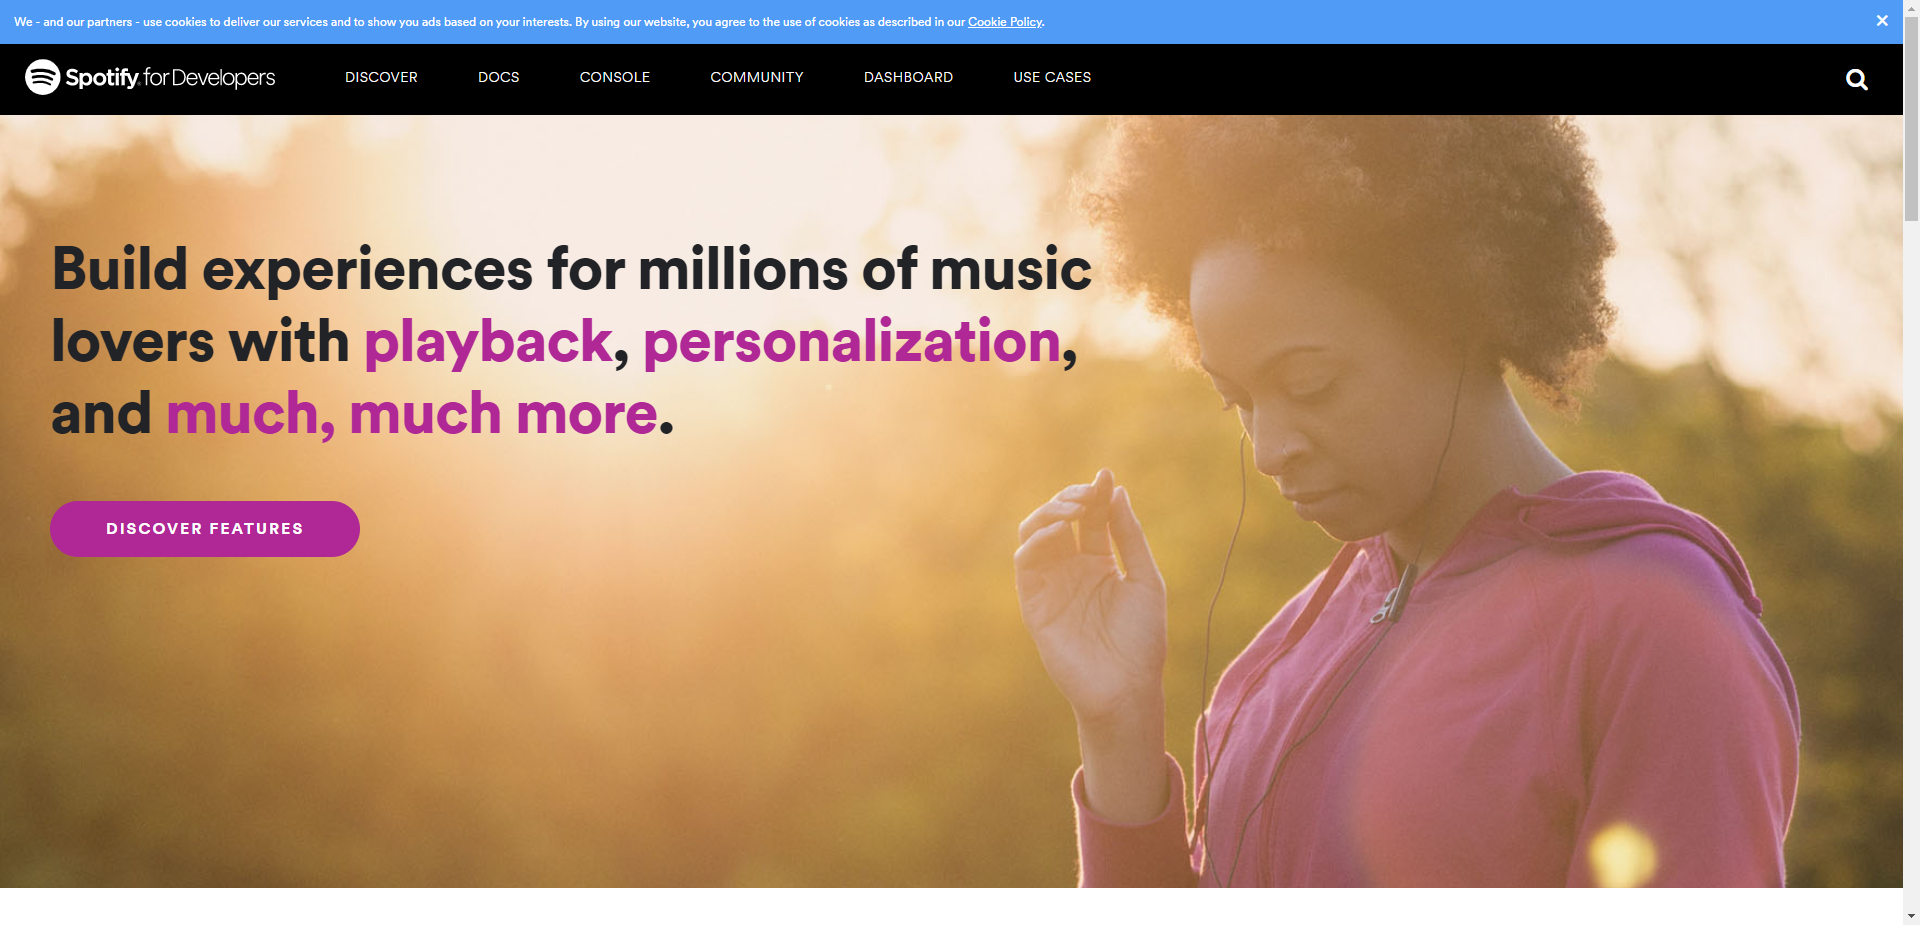 We - and our partners - use cookies to deliver our services and to show you ads based on your interests. By using our website, you agree to the use of cookies as described in our Cookie Policy.
Spotify for Developers
DISCOVER
DOCS
CONSOLE
COMMUNITY
DASHBOARD
USE CASES
Build experiences for millions of music
lovers with playback, personalization,
and much, much more.
DISCOVER FEATURES